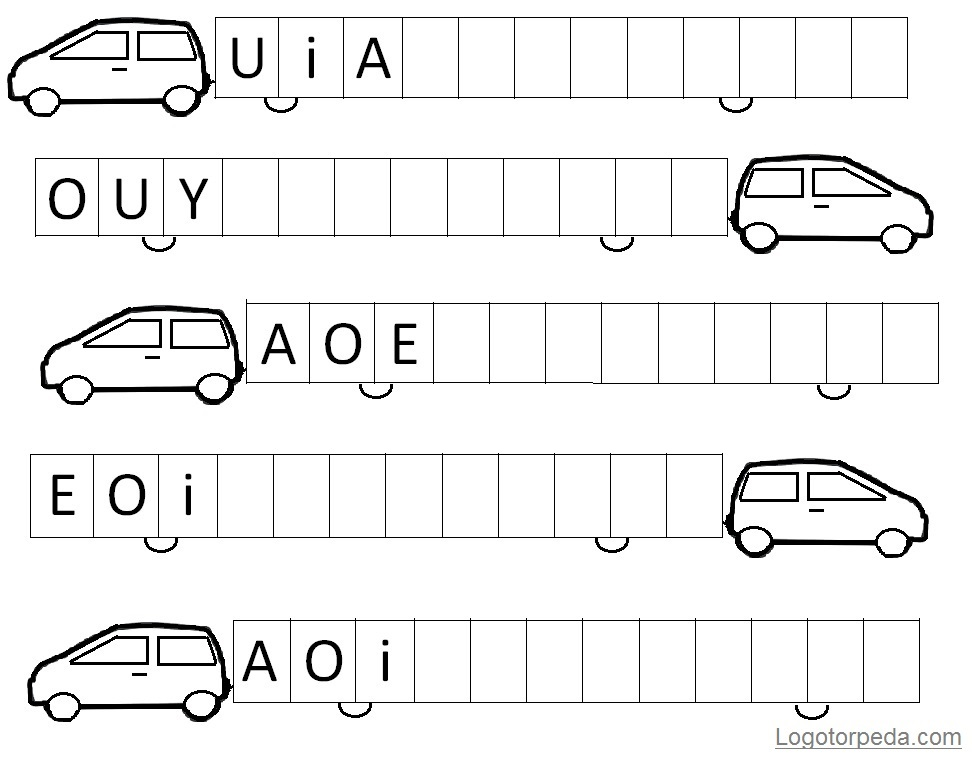 U i A
O U Y
A O E
E O i
A O i
Logotorpeda.com